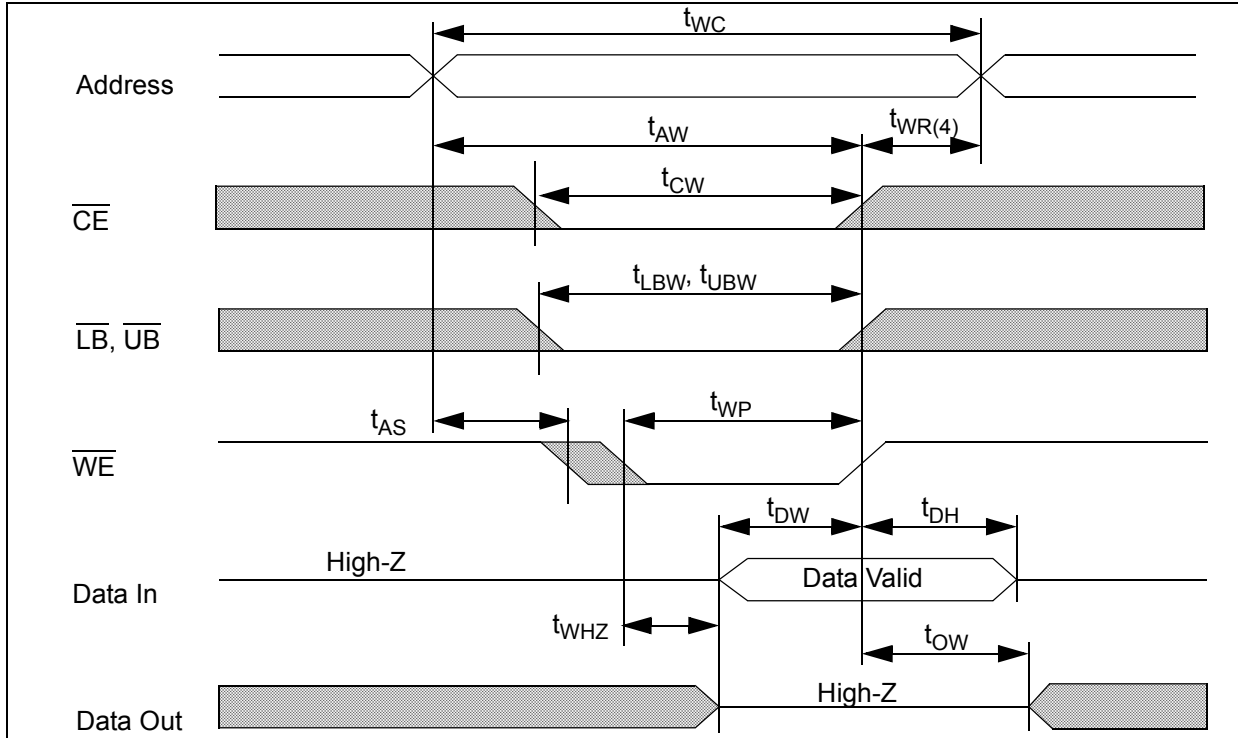 tWC
Address
tAW
tWR(4)
tCW
CE
tLBW, tUBW
LB, UB
tAS
tWP
WE
tDW
tDH
High-Z
Data Valid
Data In
tWHZ
tOW
High-Z
Data Out